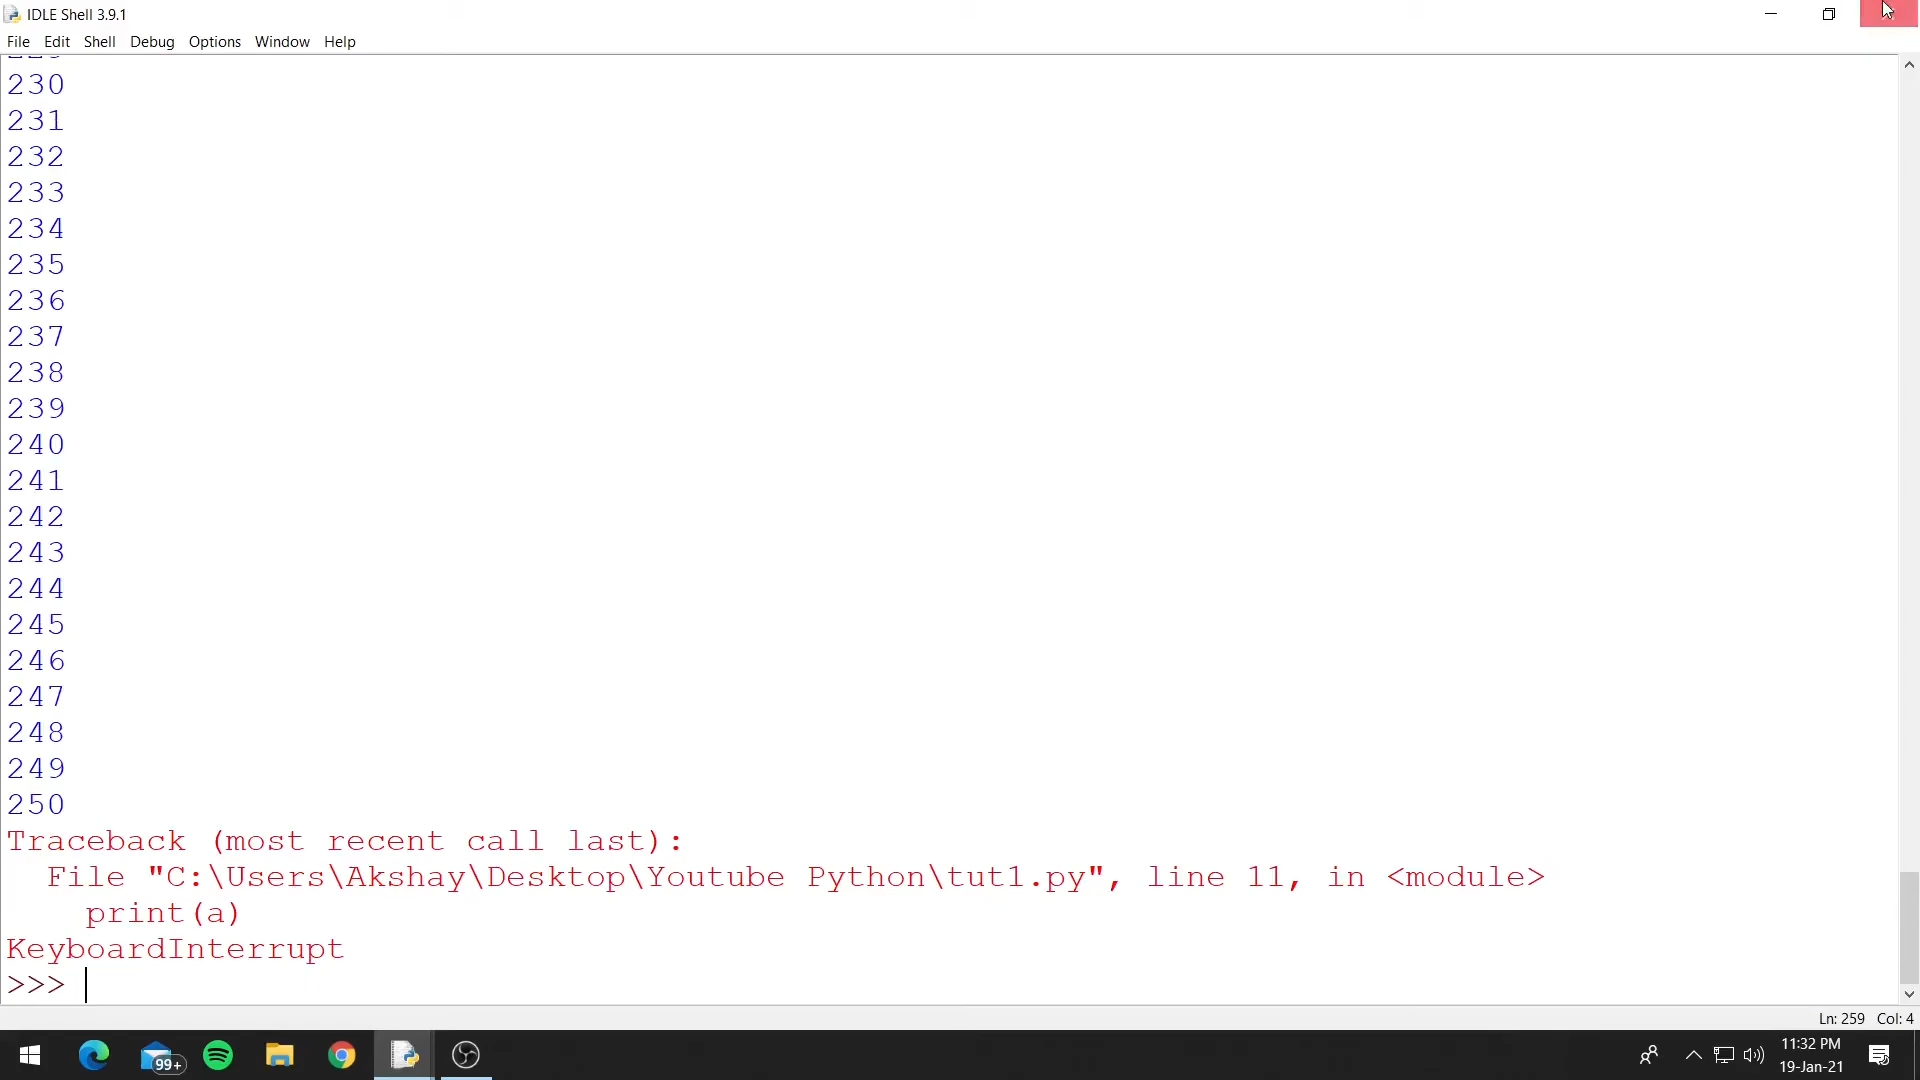 IDLE Shell 3.9.1
File Edit Shell Debug Options Window Help
230
231
232
233
234
235
236
237
238
239
240
241
242
243
244
245
246
247
248
249
250
Traceback (most recent call last):
File "C:\Users\Akshay\Desktop\Youtube Python\tut1.py", line 11, in <module>
print(a)
KeyboardInterrupt
>>>
Ln: 259 Col: 4
99+
11:32 PM
19-Jan-21